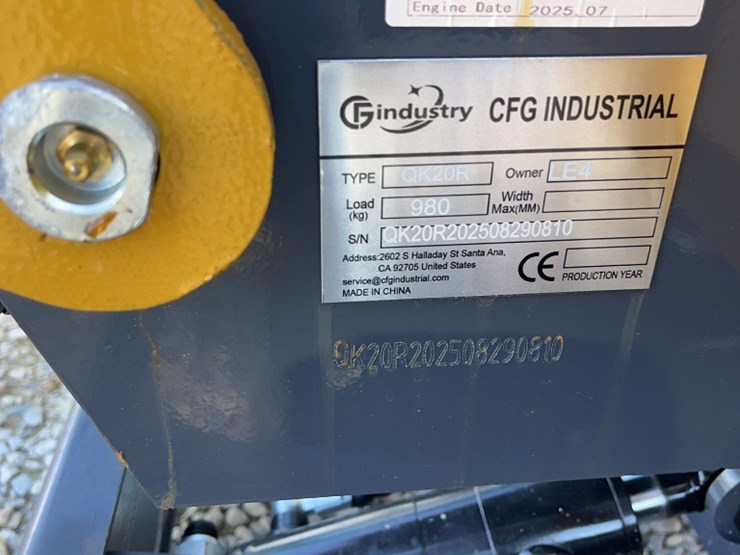 Engine Date 2025.07
CFGindustry CFG INDUSTRIAL
TYPE QK20R Owner LE4
Load (kg) 980 Width Max(MM)
S/N QK20R202508290810
Address:2602 S Halladay St Santa Ana,
CA 92705 United States
service@cfgindustrial.com
MADE IN CHINA
CE PRODUCTION YEAR
QK20R202508290810